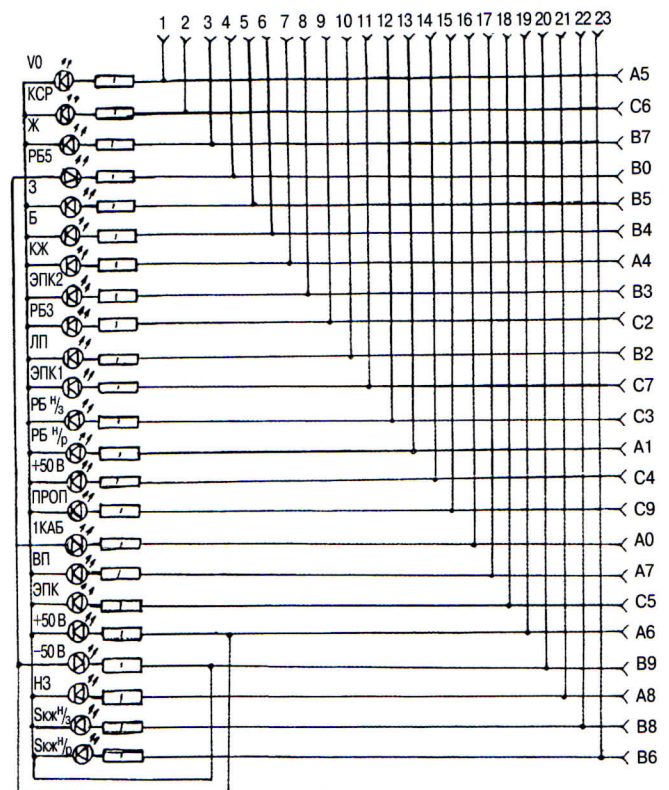 1 2 3 4 5 6 7 8 9 10 11 12 13 14 15 16 17 18 19 20 21 22 23
V0 A5
КСР C6
Ж B7
РБ5 B0
З B5
Б B4
КЖ A4
ЭПК2 B3
РБ3 C2
ЛП B2
ЭПК1 C7
РБ н/з C3
РБ н/р A1
+50 В C4
ПРОП C9
1КАБ A0
ВП A7
ЭПК C5
+50 В A6
-50 В B9
НЗ A8
Sкж н/з B8
Sкж н/р B6